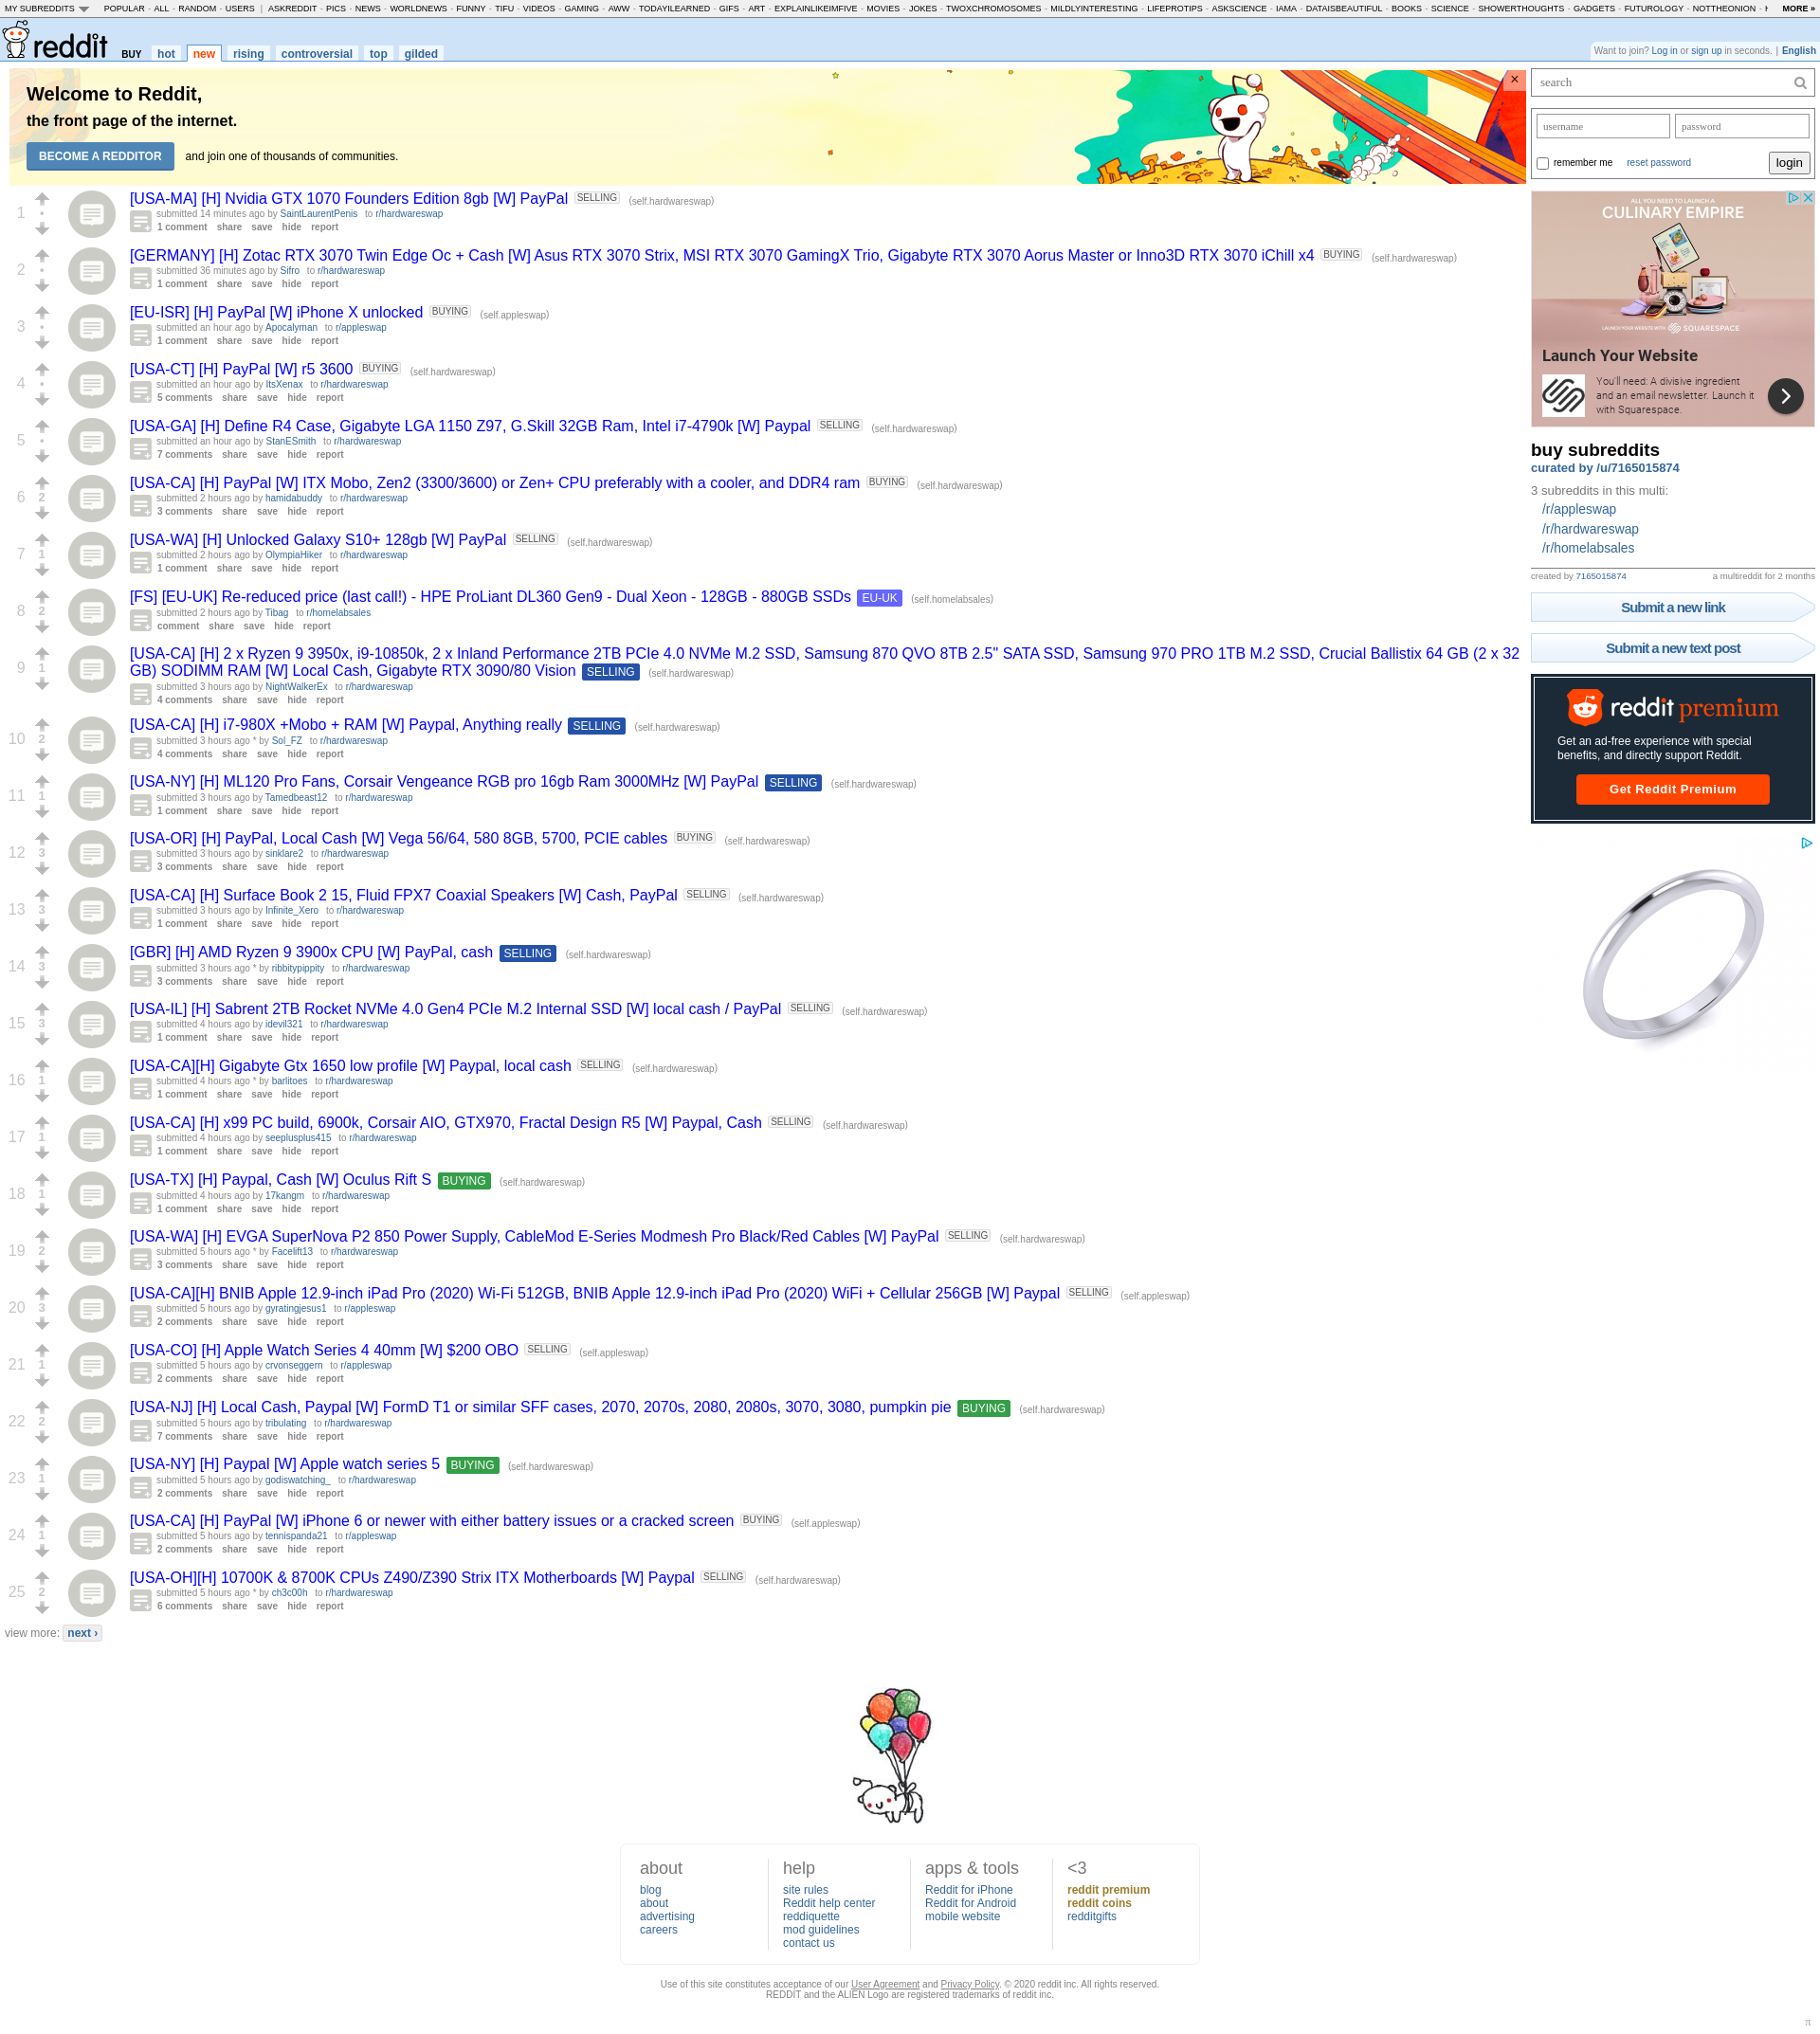 MY SUBREDDITS POPULAR - ALL - RANDOM - USERS | ASKREDDIT - PICS - NEWS - WORLDNEWS - FUNNY - TIFU - VIDEOS - GAMING - AWW - TODAYILEARNED - GIFS - ART - EXPLAINLIKEIMFIVE - MOVIES - JOKES - TWOXCHROMOSOMES - MILDLYINTERESTING - LIFEPROTIPS - ASKSCIENCE - IAMA - DATAISBEAUTIFUL - BOOKS - SCIENCE - SHOWERTHOUGHTS - GADGETS - FUTUROLOGY - NOTTHEONION - MORE »
reddit BUY hot new rising controversial top gilded
Want to join? Log in or sign up in seconds. | English
Welcome to Reddit,
the front page of the internet.
BECOME A REDDITOR and join one of thousands of communities.
×
1 [USA-MA] [H] Nvidia GTX 1070 Founders Edition 8gb [W] PayPal SELLING (self.hardwareswap)
•
submitted 14 minutes ago by SaintLaurentPenis to r/hardwareswap
1 comment share save hide report
2 [GERMANY] [H] Zotac RTX 3070 Twin Edge Oc + Cash [W] Asus RTX 3070 Strix, MSI RTX 3070 GamingX Trio, Gigabyte RTX 3070 Aorus Master or Inno3D RTX 3070 iChill x4 BUYING (self.hardwareswap)
•
submitted 36 minutes ago by Sifro to r/hardwareswap
1 comment share save hide report
3 [EU-ISR] [H] PayPal [W] iPhone X unlocked BUYING (self.appleswap)
•
submitted an hour ago by Apocalyman to r/appleswap
1 comment share save hide report
4 [USA-CT] [H] PayPal [W] r5 3600 BUYING (self.hardwareswap)
•
submitted an hour ago by ItsXenax to r/hardwareswap
5 comments share save hide report
5 [USA-GA] [H] Define R4 Case, Gigabyte LGA 1150 Z97, G.Skill 32GB Ram, Intel i7-4790k [W] Paypal SELLING (self.hardwareswap)
•
submitted an hour ago by StanESmith to r/hardwareswap
7 comments share save hide report
6 2 [USA-CA] [H] PayPal [W] ITX Mobo, Zen2 (3300/3600) or Zen+ CPU preferably with a cooler, and DDR4 ram BUYING (self.hardwareswap)
submitted 2 hours ago by hamidabuddy to r/hardwareswap
3 comments share save hide report
7 1 [USA-WA] [H] Unlocked Galaxy S10+ 128gb [W] PayPal SELLING (self.hardwareswap)
submitted 2 hours ago by OlympiaHiker to r/hardwareswap
1 comment share save hide report
8 2 [FS] [EU-UK] Re-reduced price (last call!) - HPE ProLiant DL360 Gen9 - Dual Xeon - 128GB - 880GB SSDs EU-UK (self.homelabsales)
submitted 2 hours ago by Tibag to r/homelabsales
comment share save hide report
9 1 [USA-CA] [H] 2 x Ryzen 9 3950x, i9-10850k, 2 x Inland Performance 2TB PCIe 4.0 NVMe M.2 SSD, Samsung 870 QVO 8TB 2.5" SATA SSD, Samsung 970 PRO 1TB M.2 SSD, Crucial Ballistix 64 GB (2 x 32
GB) SODIMM RAM [W] Local Cash, Gigabyte RTX 3090/80 Vision SELLING (self.hardwareswap)
submitted 3 hours ago by NightWalkerEx to r/hardwareswap
4 comments share save hide report
10 2 [USA-CA] [H] i7-980X +Mobo + RAM [W] Paypal, Anything really SELLING (self.hardwareswap)
submitted 3 hours ago * by Sol_FZ to r/hardwareswap
4 comments share save hide report
11 1 [USA-NY] [H] ML120 Pro Fans, Corsair Vengeance RGB pro 16gb Ram 3000MHz [W] PayPal SELLING (self.hardwareswap)
submitted 3 hours ago by Tamedbeast12 to r/hardwareswap
1 comment share save hide report
12 3 [USA-OR] [H] PayPal, Local Cash [W] Vega 56/64, 580 8GB, 5700, PCIE cables BUYING (self.hardwareswap)
submitted 3 hours ago by sinklare2 to r/hardwareswap
3 comments share save hide report
13 3 [USA-CA] [H] Surface Book 2 15, Fluid FPX7 Coaxial Speakers [W] Cash, PayPal SELLING (self.hardwareswap)
submitted 3 hours ago by Infinite_Xero to r/hardwareswap
1 comment share save hide report
14 3 [GBR] [H] AMD Ryzen 9 3900x CPU [W] PayPal, cash SELLING (self.hardwareswap)
submitted 3 hours ago * by ribbitypippity to r/hardwareswap
3 comments share save hide report
15 3 [USA-IL] [H] Sabrent 2TB Rocket NVMe 4.0 Gen4 PCIe M.2 Internal SSD [W] local cash / PayPal SELLING (self.hardwareswap)
submitted 4 hours ago by idevil321 to r/hardwareswap
1 comment share save hide report
16 1 [USA-CA][H] Gigabyte Gtx 1650 low profile [W] Paypal, local cash SELLING (self.hardwareswap)
submitted 4 hours ago * by barlitoes to r/hardwareswap
1 comment share save hide report
17 1 [USA-CA] [H] x99 PC build, 6900k, Corsair AIO, GTX970, Fractal Design R5 [W] Paypal, Cash SELLING (self.hardwareswap)
submitted 4 hours ago by seeplusplus415 to r/hardwareswap
1 comment share save hide report
18 1 [USA-TX] [H] Paypal, Cash [W] Oculus Rift S BUYING (self.hardwareswap)
submitted 4 hours ago by 17kangm to r/hardwareswap
1 comment share save hide report
19 2 [USA-WA] [H] EVGA SuperNova P2 850 Power Supply, CableMod E-Series Modmesh Pro Black/Red Cables [W] PayPal SELLING (self.hardwareswap)
submitted 5 hours ago * by Facelift13 to r/hardwareswap
3 comments share save hide report
20 3 [USA-CA][H] BNIB Apple 12.9-inch iPad Pro (2020) Wi-Fi 512GB, BNIB Apple 12.9-inch iPad Pro (2020) WiFi + Cellular 256GB [W] Paypal SELLING (self.appleswap)
submitted 5 hours ago by gyratingjesus1 to r/appleswap
2 comments share save hide report
21 1 [USA-CO] [H] Apple Watch Series 4 40mm [W] $200 OBO SELLING (self.appleswap)
submitted 5 hours ago by crvonseggern to r/appleswap
2 comments share save hide report
22 2 [USA-NJ] [H] Local Cash, Paypal [W] FormD T1 or similar SFF cases, 2070, 2070s, 2080, 2080s, 3070, 3080, pumpkin pie BUYING (self.hardwareswap)
submitted 5 hours ago by tribulating to r/hardwareswap
7 comments share save hide report
23 1 [USA-NY] [H] Paypal [W] Apple watch series 5 BUYING (self.hardwareswap)
submitted 5 hours ago by godiswatching_ to r/hardwareswap
2 comments share save hide report
24 1 [USA-CA] [H] PayPal [W] iPhone 6 or newer with either battery issues or a cracked screen BUYING (self.appleswap)
submitted 5 hours ago by tennispanda21 to r/appleswap
2 comments share save hide report
25 2 [USA-OH][H] 10700K & 8700K CPUs Z490/Z390 Strix ITX Motherboards [W] Paypal SELLING (self.hardwareswap)
submitted 5 hours ago * by ch3c00h to r/hardwareswap
6 comments share save hide report
view more: next ›
search
username password
remember me reset password login
ALL YOU NEED TO LAUNCH A
CULINARY EMPIRE
LAUNCH YOUR WEBSITE WITH SQUARESPACE
Launch Your Website
You'll need: A divisive ingredient
and an email newsletter. Launch it
with Squarespace.
buy subreddits
curated by /u/7165015874
3 subreddits in this multi:
/r/appleswap
/r/hardwareswap
/r/homelabsales
created by 7165015874 a multireddit for 2 months
Submit a new link
Submit a new text post
reddit premium
Get an ad-free experience with special
benefits, and directly support Reddit.
Get Reddit Premium
about
blog
about
advertising
careers
help
site rules
Reddit help center
reddiquette
mod guidelines
contact us
apps & tools
Reddit for iPhone
Reddit for Android
mobile website
<3
reddit premium
reddit coins
redditgifts
Use of this site constitutes acceptance of our User Agreement and Privacy Policy. © 2020 reddit inc. All rights reserved.
REDDIT and the ALIEN Logo are registered trademarks of reddit inc.
π